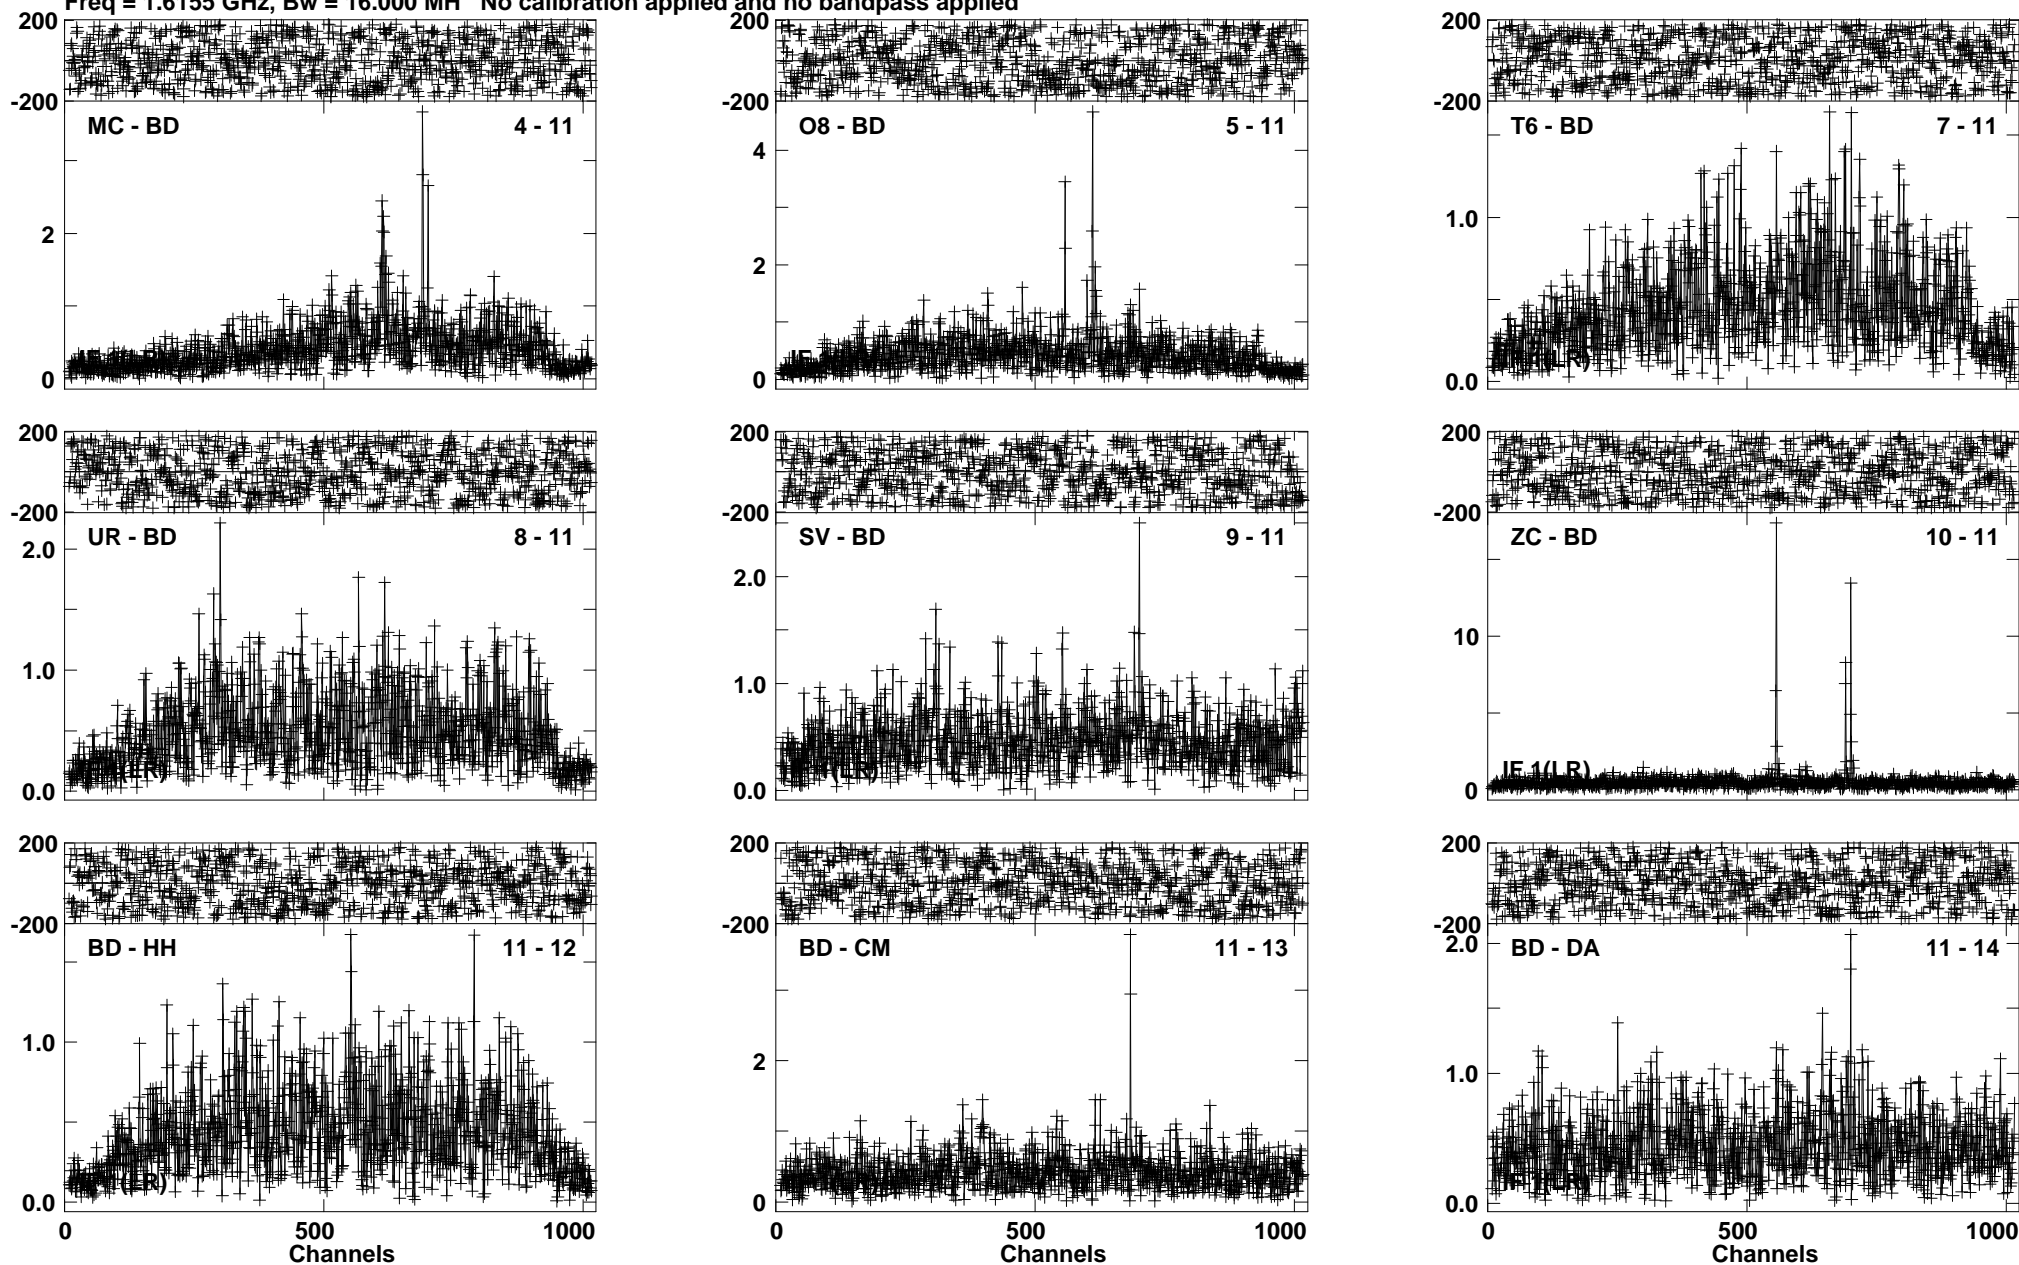 Freq = 1.6155 GHz, Bw = 16.000 MH No calibration applied and no bandpass applied
200 200 200
-200 -200 -200
MC - BD 4 - 11 O8 - BD 5 - 11 T6 - BD 7 - 11
4
2 2 1.0
0 0 0.0
200 200 200
-200 -200 -200
UR - BD 8 - 11 SV - BD 9 - 11 ZC - BD 10 - 11
2.0 2.0
1.0 1.0 10
IF 1(LR)
0.0 0.0 0
200 200 200
-200 -200 -200
BD - HH 11 - 12 BD - CM 11 - 13 BD - DA 11 - 14
2.0
1.0 2 1.0
0.0 0 0.0
0 500 1000 0 500 1000 0 500 1000
Channels Channels Channels